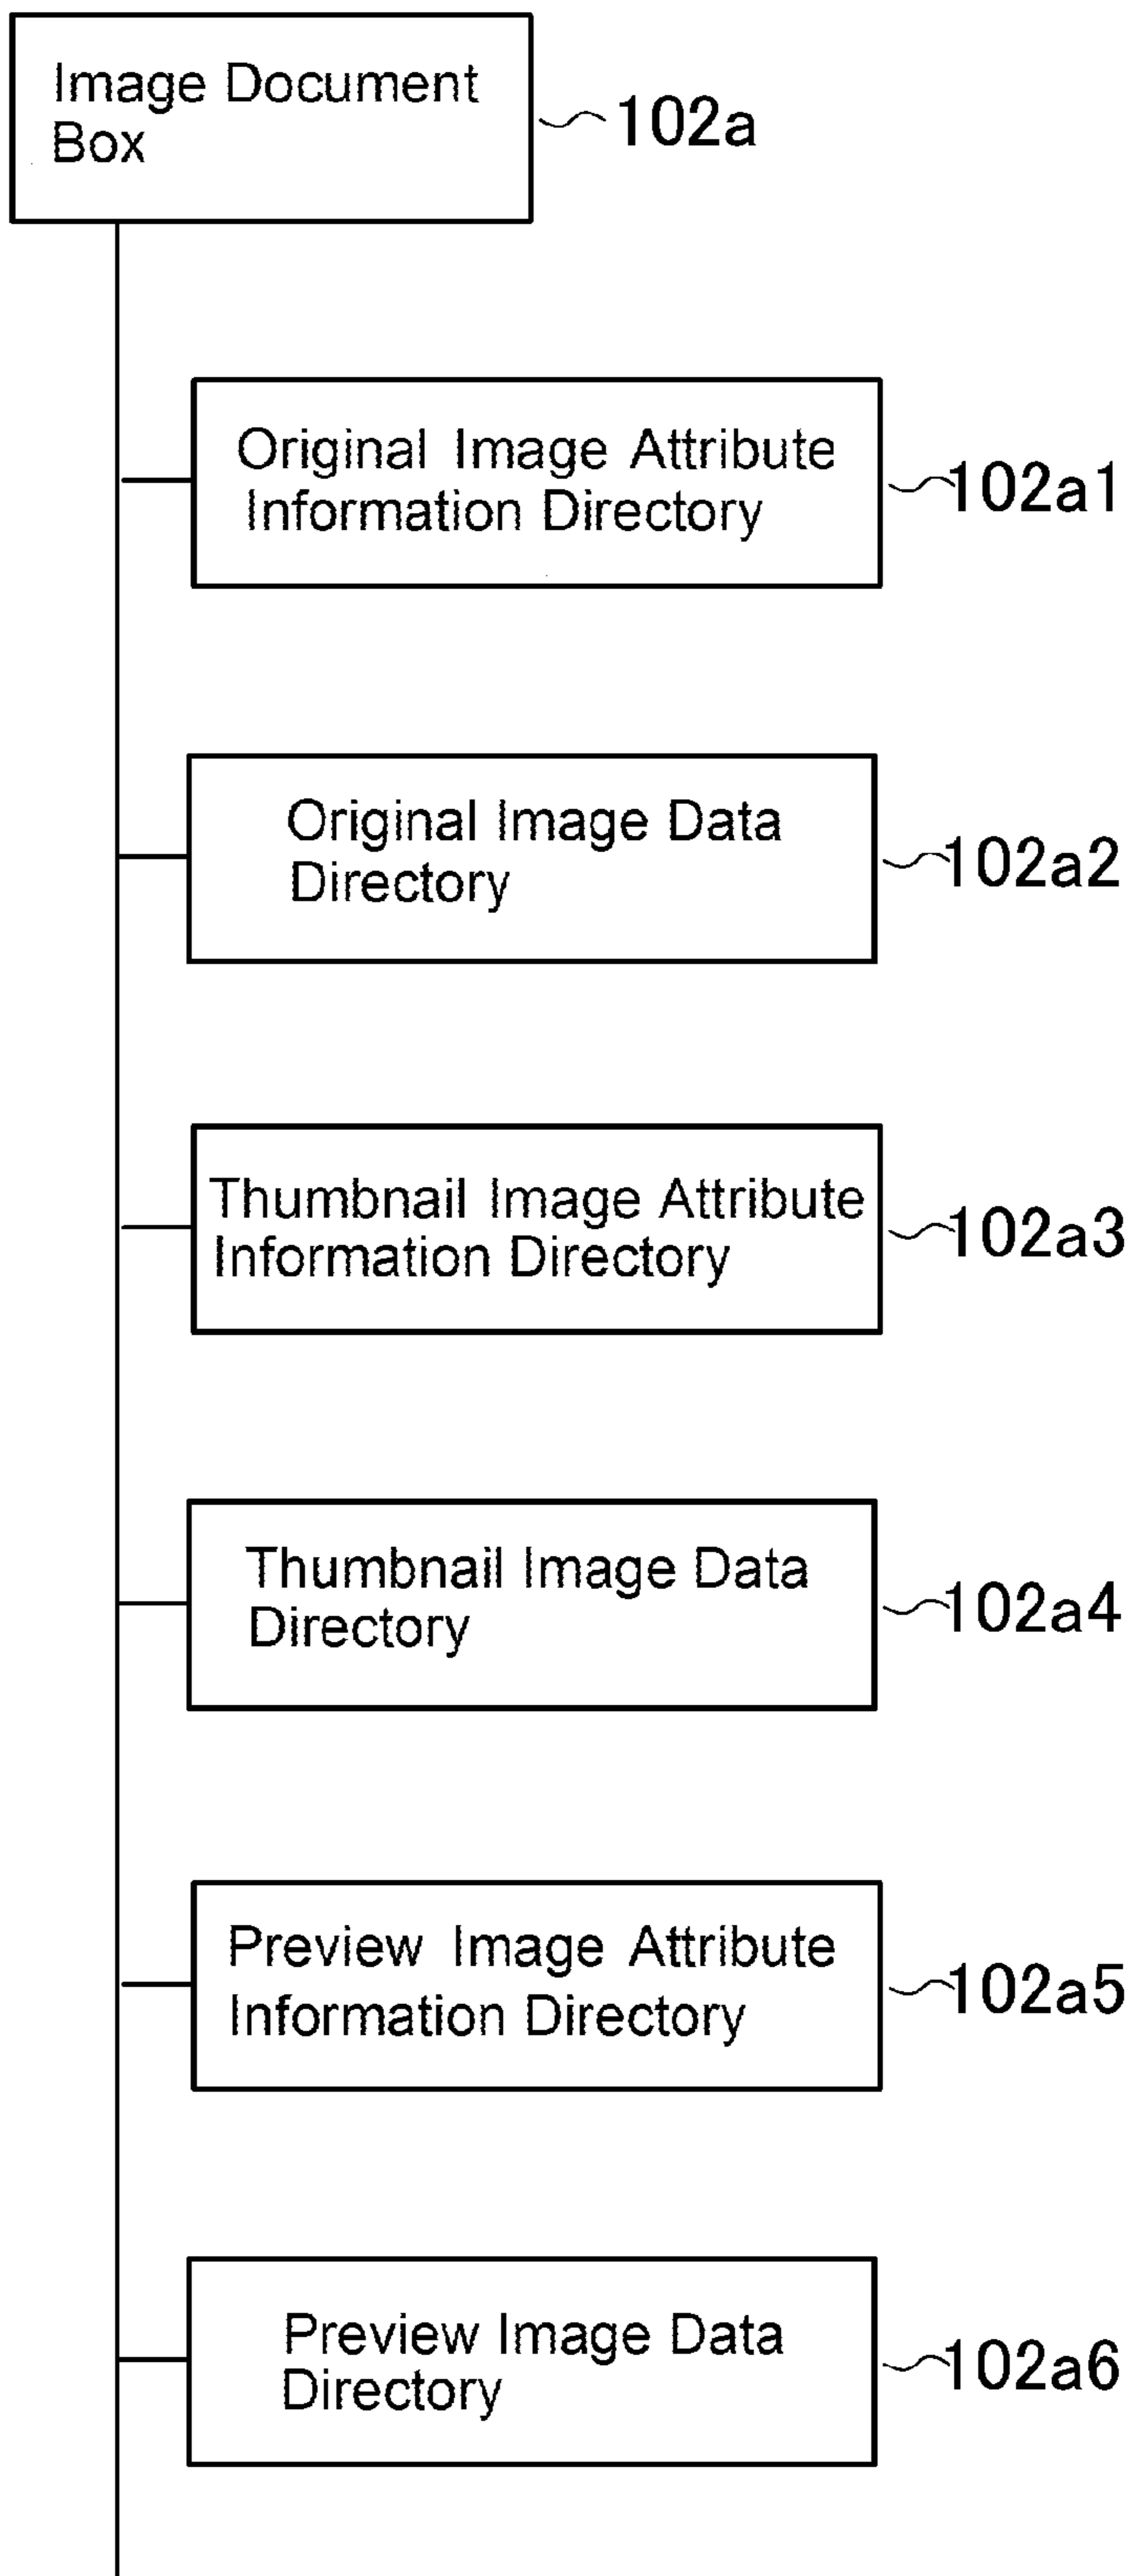 Image Document
Box
102a
Original Image Attribute
Information Directory
102a1
Original Image Data
Directory
102a2
Thumbnail Image Attribute
Information Directory
102a3
Thumbnail Image Data
Directory
102a4
Preview Image Attribute
Information Directory
102a5
Preview Image Data
Directory
102a6